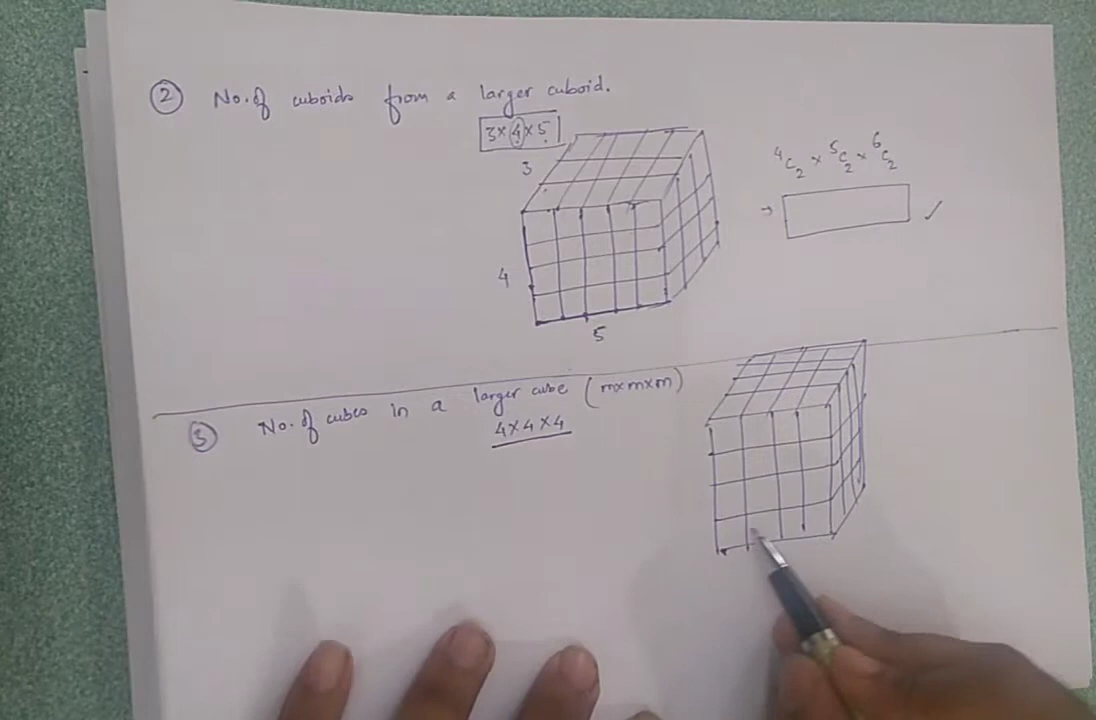 ② No. of cuboids from a larger cuboid.
3×4×5
3
4
5
⁴C₂ × ⁵C₂ × ⁶C₂
→ ✓
③ No. of cubes in a larger cube (m×m×m)
4×4×4